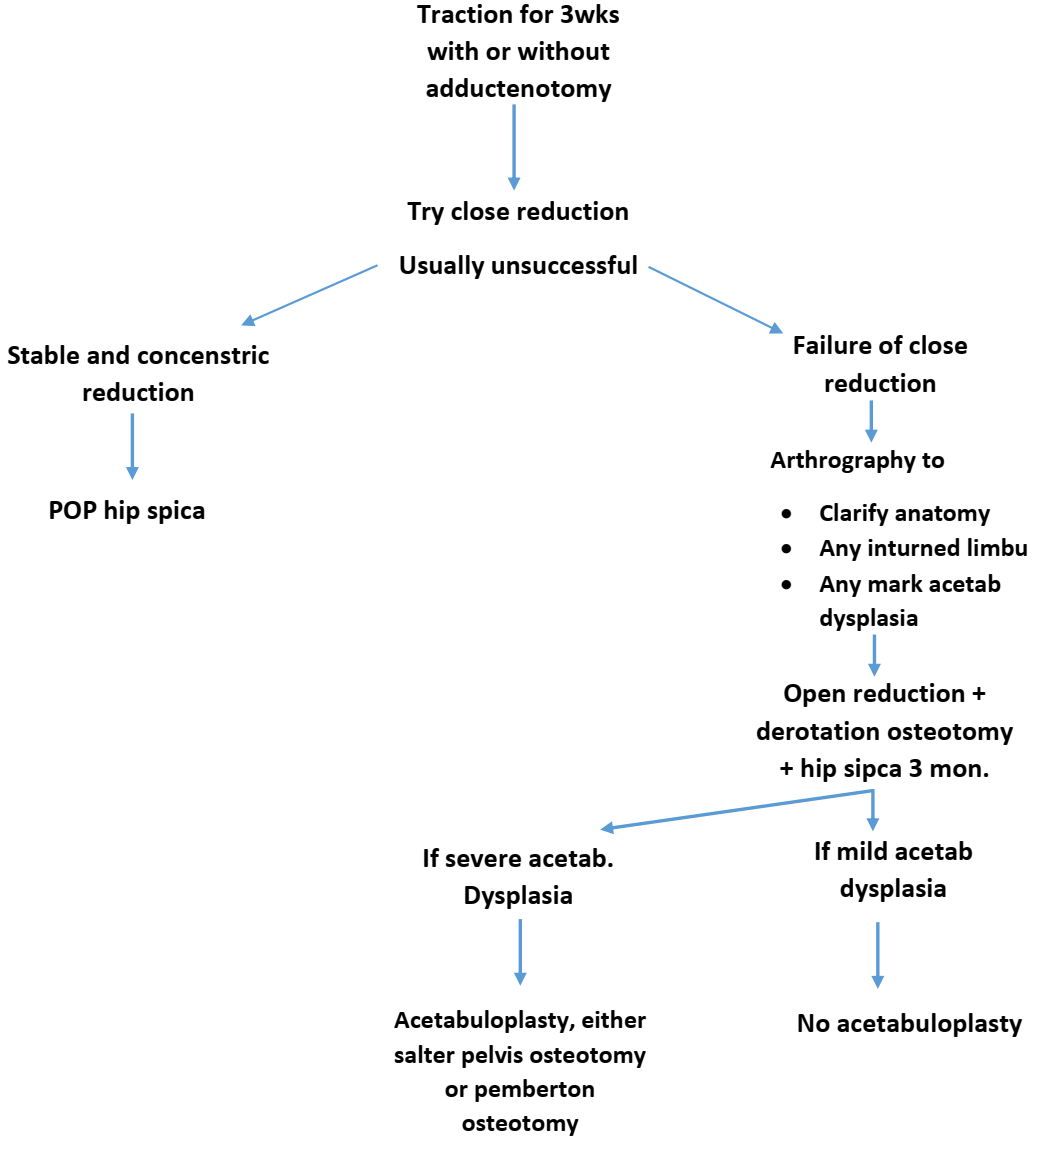 Traction for 3wks
with or without
adductenotomy
Try close reduction
Usually unsuccessful
Stable and concenstric
reduction
POP hip spica
Failure of close
reduction
Arthrography to
• Clarify anatomy
• Any inturned limbu
• Any mark acetab
dysplasia
Open reduction +
derotation osteotomy
+ hip sipca 3 mon.
If severe acetab.
Dysplasia
Acetabuloplasty, either
salter pelvis osteotomy
or pemberton
osteotomy
If mild acetab
dysplasia
No acetabuloplasty